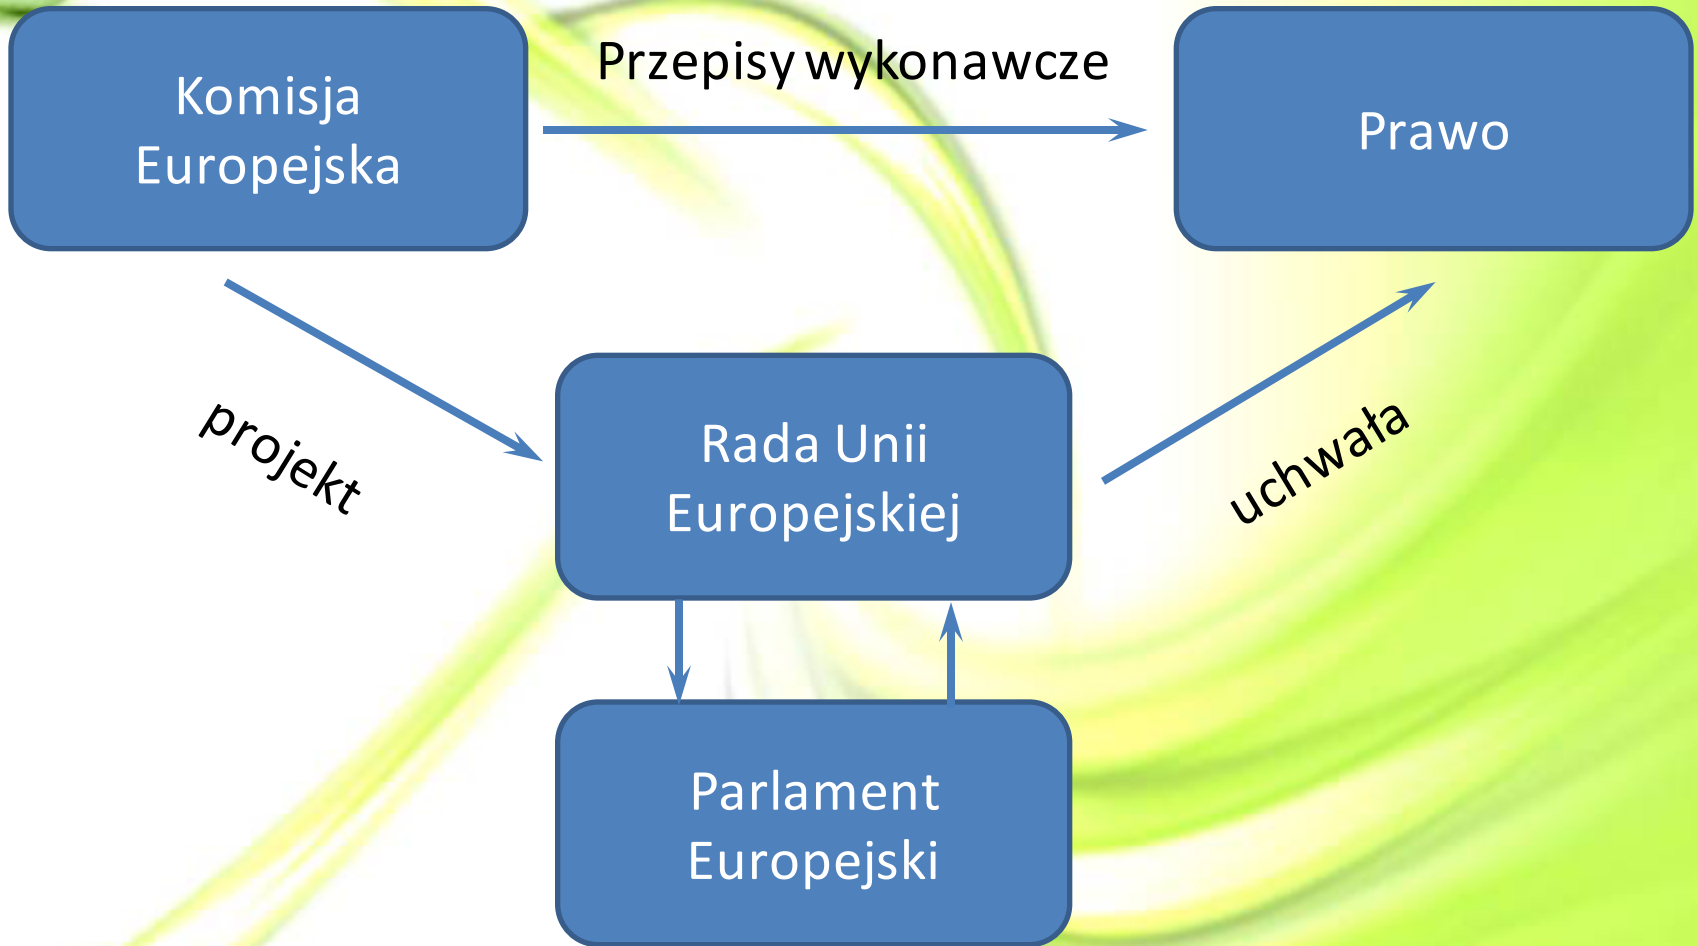 Komisja
Europejska
Przepisy wykonawcze
Prawo
projekt
Rada Unii
Europejskiej
uchwała
Parlament
Europejski